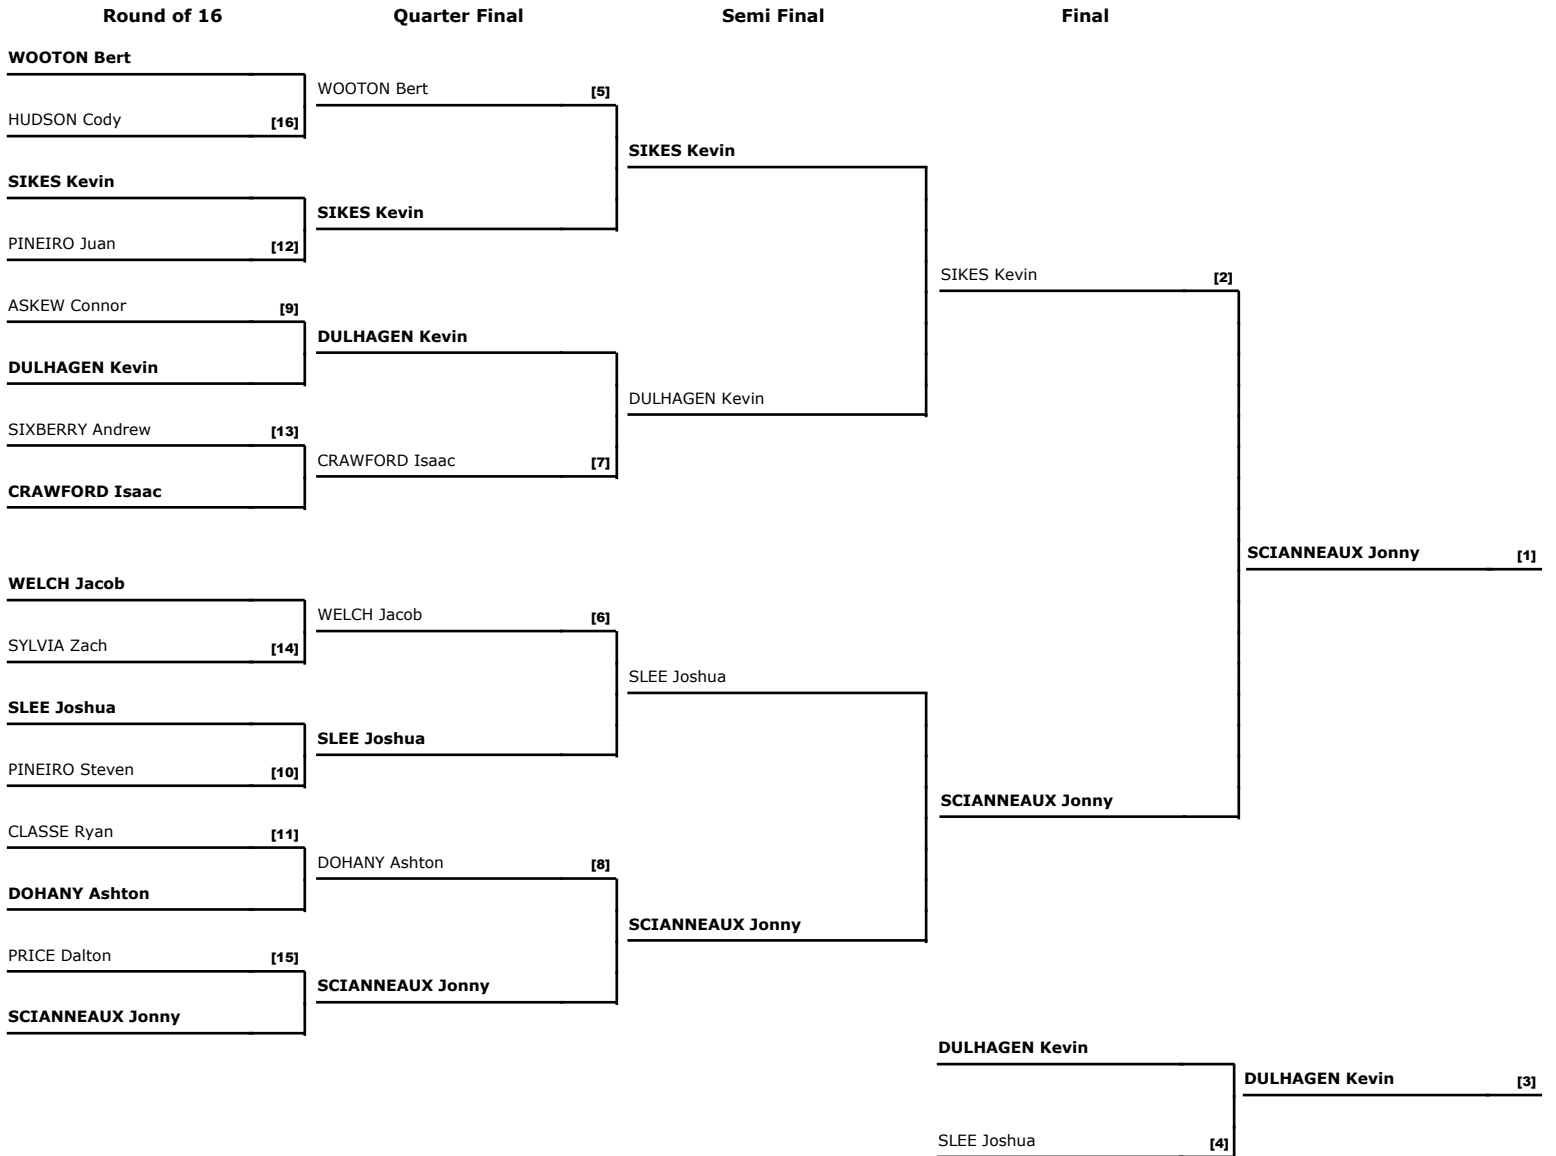 Round of 16
Quarter Final
Semi Final
Final
WOOTON Bert
HUDSON Cody [16]
SIKES Kevin
PINEIRO Juan [12]
ASKEW Connor [9]
DULHAGEN Kevin
SIXBERRY Andrew [13]
CRAWFORD Isaac
WELCH Jacob
SYLVIA Zach [14]
SLEE Joshua
PINEIRO Steven [10]
CLASSE Ryan [11]
DOHANY Ashton
PRICE Dalton [15]
SCIANNEAUX Jonny
WOOTON Bert [5]
SIKES Kevin
DULHAGEN Kevin
CRAWFORD Isaac [7]
WELCH Jacob [6]
SLEE Joshua
DOHANY Ashton [8]
SCIANNEAUX Jonny
SIKES Kevin
DULHAGEN Kevin
SLEE Joshua
SCIANNEAUX Jonny
SIKES Kevin [2]
SCIANNEAUX Jonny
SCIANNEAUX Jonny [1]
DULHAGEN Kevin
SLEE Joshua [4]
DULHAGEN Kevin [3]